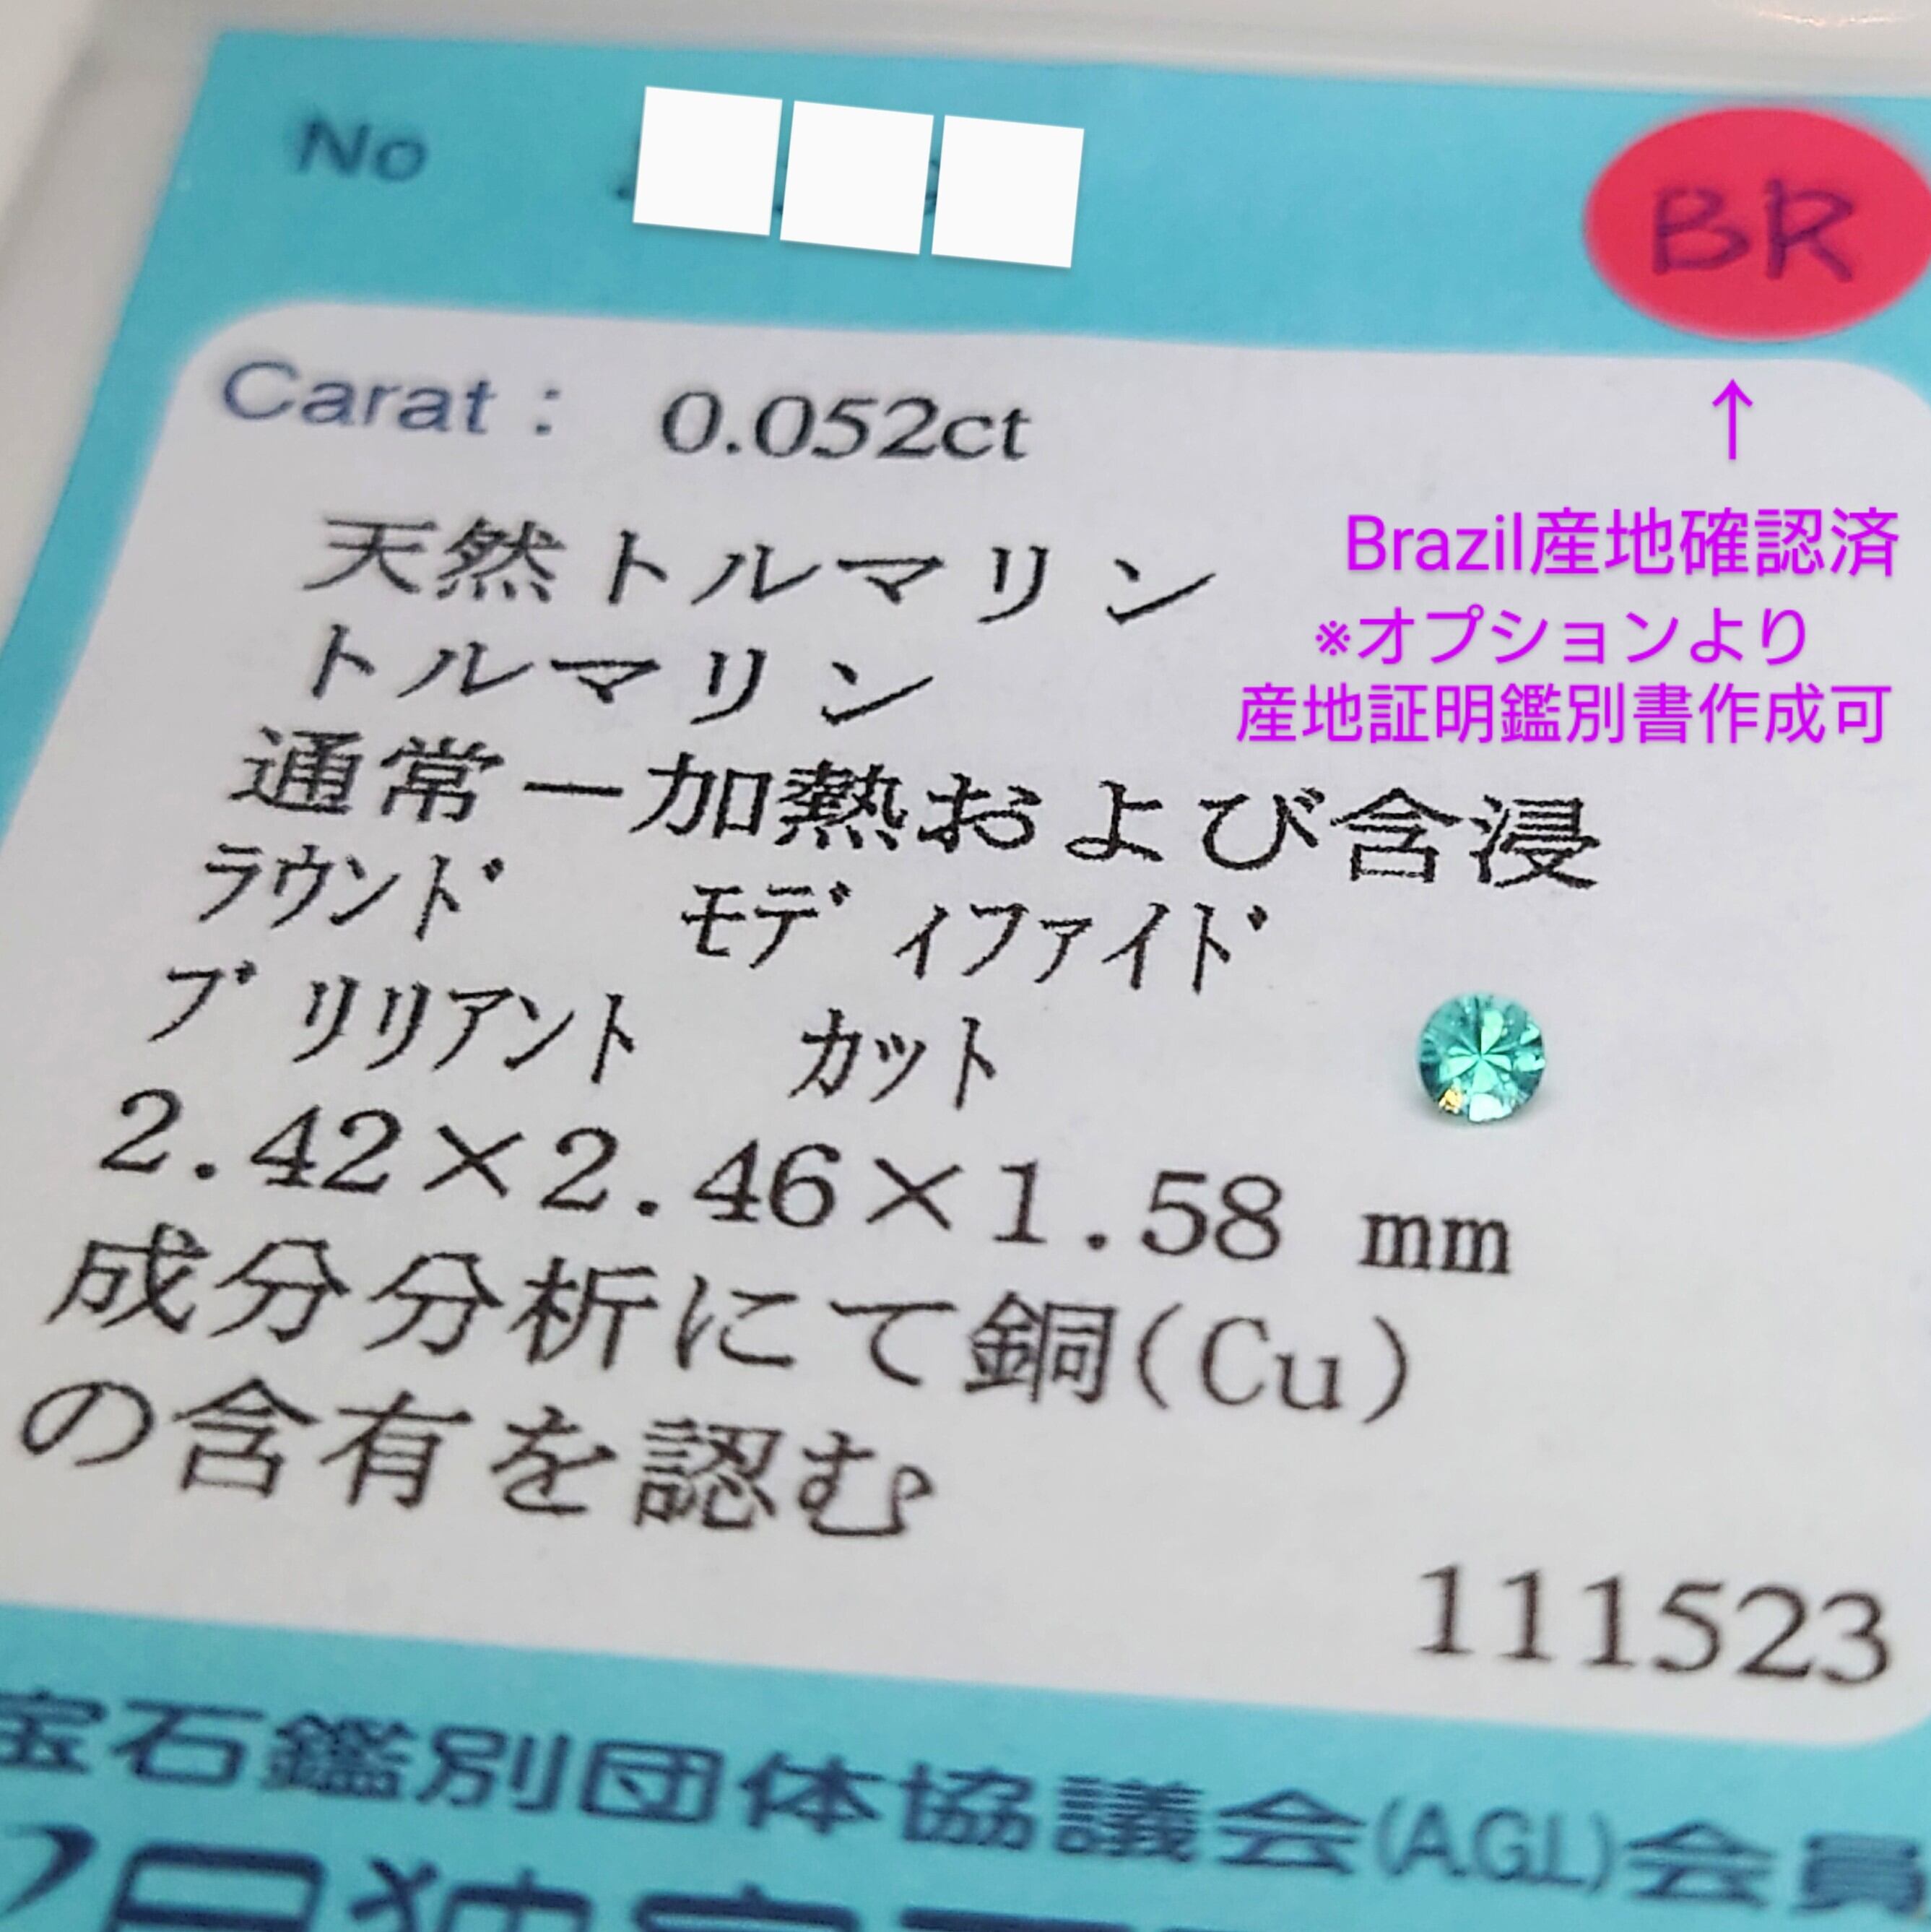 No
BR
Carat : 0.052ct
↑
Brazil産地確認済
※オプションより
産地証明鑑別書作成可
天然トルマリン
トルマリン
通常ー加熱および含浸
ﾗｳﾝﾄﾞ ﾓﾃﾞｨﾌｧｲﾄﾞ
ﾌﾞﾘﾘｱﾝﾄ ｶｯﾄ
2.42×2.46×1.58 mm
成分分析にて銅(Cu)
の含有を認む
111523
宝石鑑別団体協議会(A.G.L)会員